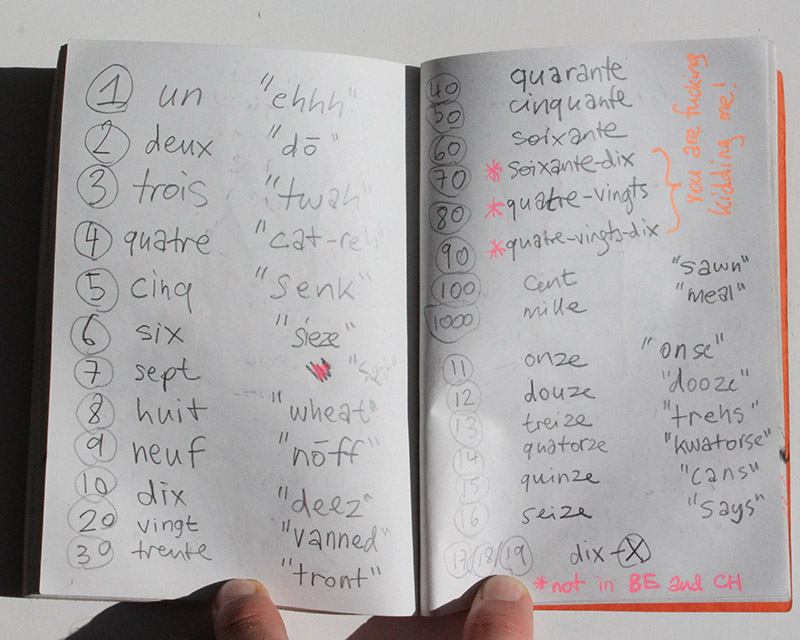 1 un "ehhh"
2 deux "dō"
3 trois "twah"
4 quatre "cat-reh"
5 cinq "senk"
6 six "sieze"
7 sept
8 huit "wheat"
9 neuf "nōff"
10 dix "deez"
20 vingt "vanned"
30 trente "tront"
40 quarante
50 cinquante
60 soixante
70 *soixante-dix
80 *quatre-vingts
90 *quatre-vingts-dix
You are fucking
kidding me!
100 cent "sawn"
1000 mille "meal"
11 onze "onse"
12 douze "dooze"
13 treize "trehs"
14 quatorze "kwatorse"
15 quinze "cans"
16 seize "says"
17/18/19 dix-X
*not in BE and CH